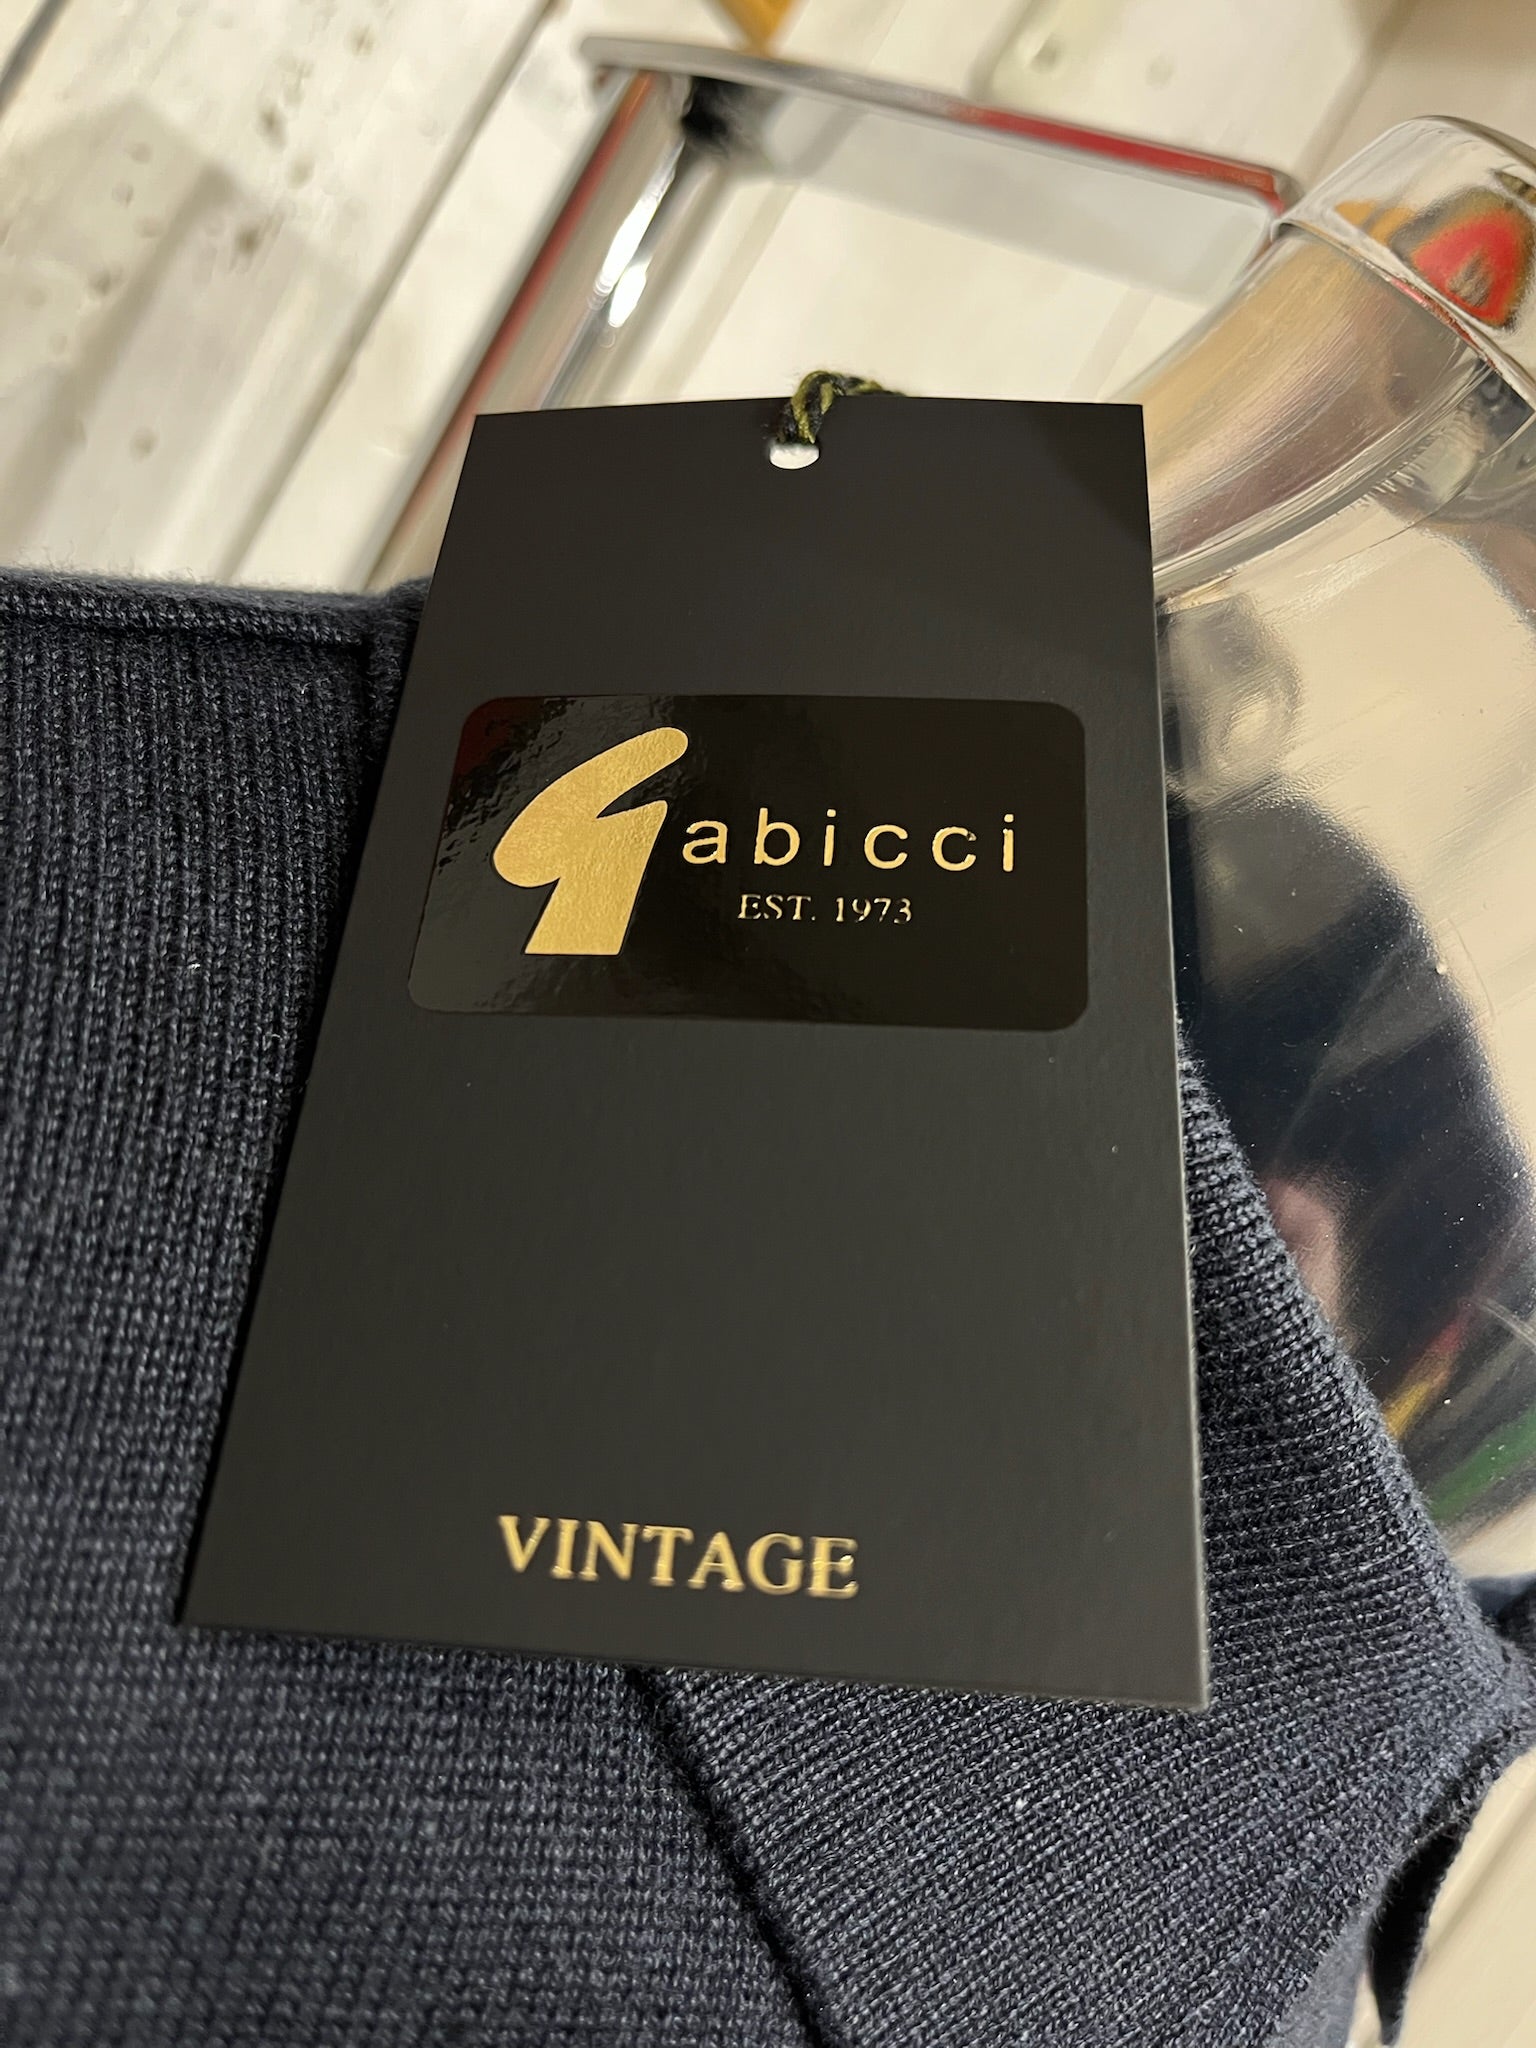 Gabicci
EST. 1973
VINTAGE